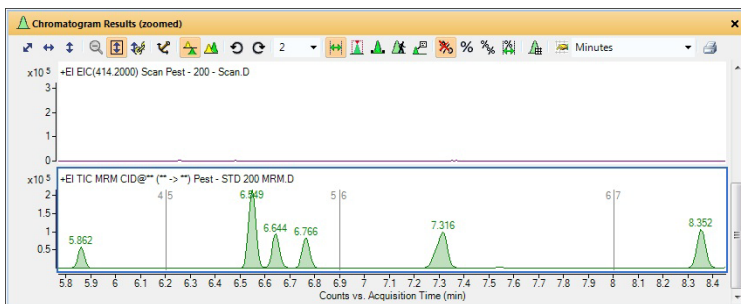 Chromatogram Results (zoomed)
2 % % Minutes
x10 5 +EI EIC(414.2000) Scan Pest - 200 - Scan.D
3
2
1
0
x10 5 +EI TIC MRM CID@** (** -> **) Pest - STD 200 MRM.D
2
1.5
1
0.5
4 5 5 6 6 7
5.862 6.549 6.644 6.766 7.316 8.352
5.8 5.9 6 6.1 6.2 6.3 6.4 6.5 6.6 6.7 6.8 6.9 7 7.1 7.2 7.3 7.4 7.5 7.6 7.7 7.8 7.9 8 8.1 8.2 8.3 8.4
Counts vs. Acquisition Time (min)